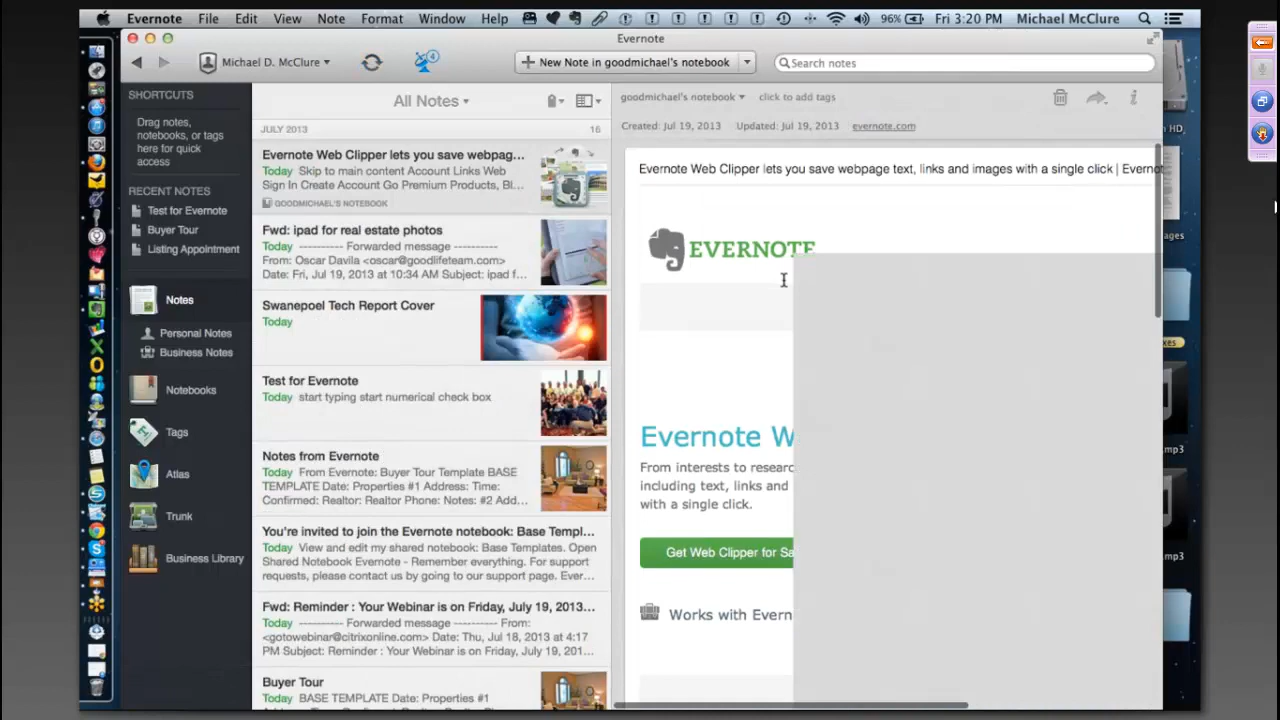 Evernote File Edit View Note Format Window Help 96% Fri 3:20 PM Michael McClure
Evernote
Michael D. McClure
4
New Note in goodmichael's notebook
Search notes
SHORTCUTS
Drag notes,
notebooks, or tags
here for quick
access
RECENT NOTES
Test for Evernote
Buyer Tour
Listing Appointment
Notes
Personal Notes
Business Notes
Notebooks
Tags
Atlas
Trunk
Business Library
All Notes
JULY 2013 16
Evernote Web Clipper lets you save webpag...
Today Skip to main content Account Links Web
Sign In Create Account Go Premium Products, Bl...
GOODMICHAEL'S NOTEBOOK
Fwd: ipad for real estate photos
Today ---------- Forwarded message ----------
From: Oscar Davila <oscar@goodlifeteam.com>
Date: Fri, Jul 19, 2013 at 10:34 AM Subject: ipad f...
Swanepoel Tech Report Cover
Today
Test for Evernote
Today start typing start numerical check box
Notes from Evernote
Today From Evernote: Buyer Tour Template BASE
TEMPLATE Date: Properties #1 Address: Time:
Confirmed: Realtor: Realtor Phone: Notes: #2 Ad...
You're invited to join the Evernote notebook: Base Templ...
Today View and edit my shared notebook: Base Templates. Open
Shared Notebook Evernote - Remember everything. For support
requests, please contact us by going to our support page. Ever...
Fwd: Reminder : Your Webinar is on Friday, July 19, 2013...
Today ---------- Forwarded message ---------- From:
<gotowebinar@citrixonline.com> Date: Thu, Jul 18, 2013 at 4:17
PM Subject: Reminder : Your Webinar is on Friday, July 19, 2013...
Buyer Tour
Today BASE TEMPLATE Date: Properties #1
goodmichael's notebook click to add tags
Created: Jul 19, 2013 Updated: Jul 19, 2013 evernote.com
Evernote Web Clipper lets you save webpage text, links and images with a single click | Evernot
EVERNOTE
Evernote W
From interests to researc
including text, links and
with a single click.
Get Web Clipper for Sa
Works with Evern
HD
ages
xes
.mp3
.mp3